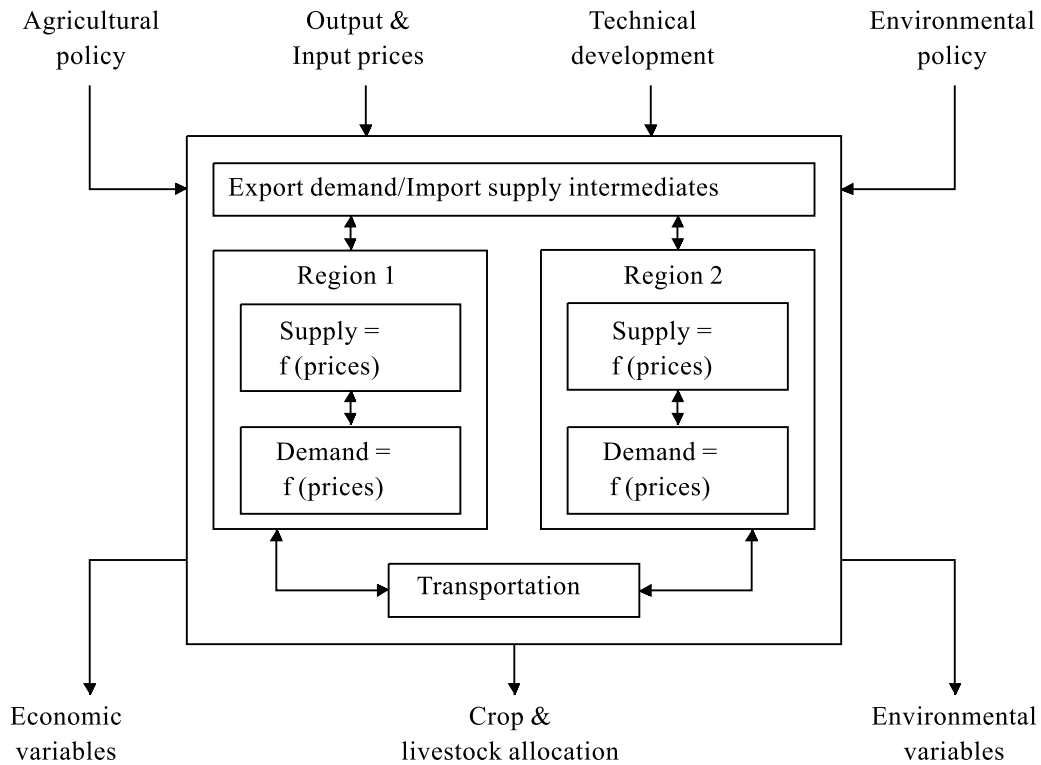 Agricultural
policy
Output &
Input prices
Technical
development
Environmental
policy
Export demand/Import supply intermediates
Region 1
Supply =
f (prices)
Demand =
f (prices)
Region 2
Supply =
f (prices)
Demand =
f (prices)
Transportation
Economic
variables
Crop &
livestock allocation
Environmental
variables